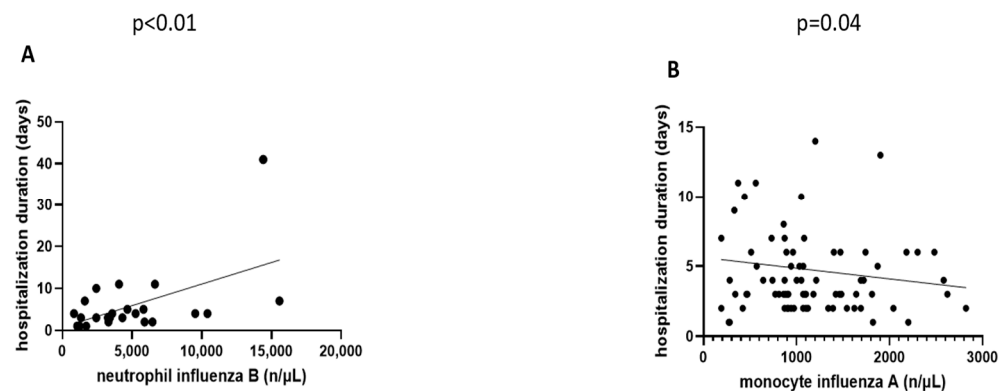 p<0.01
A
hospitalization duration (days)
50
40
30
20
10
0
0 5,000 10,000 15,000 20,000
neutrophil influenza B (n/µL)
p=0.04
B
hospitalization duration (days)
15
10
5
0
0 1000 2000 3000
monocyte influenza A (n/µL)